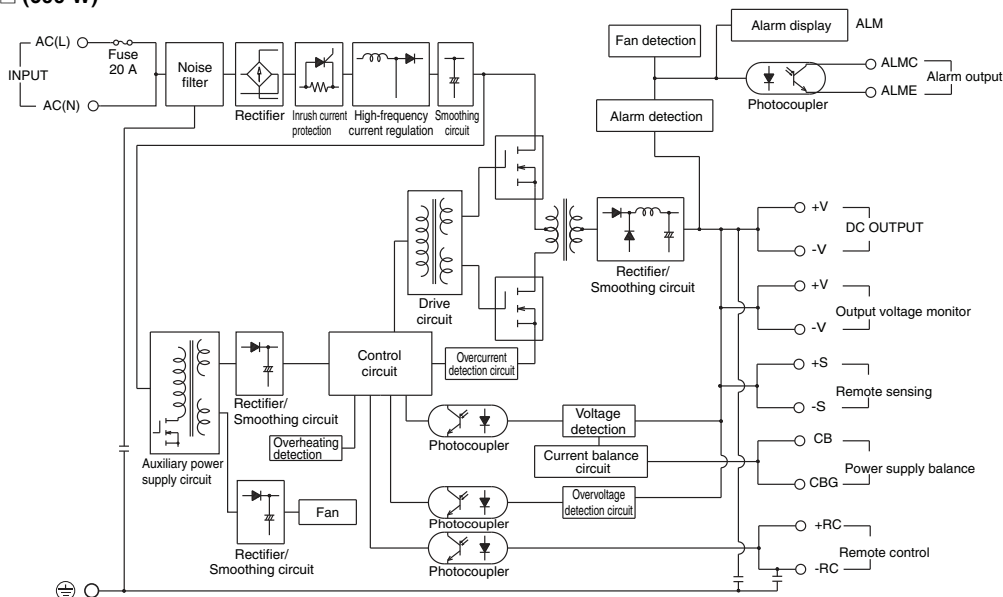 AC(L)
INPUT
AC(N)
Fuse
20 A
Noise
filter
Rectifier
Inrush current
protection
High-frequency
current regulation
Smoothing
circuit
Fan detection
Alarm display
ALM
ALMC
ALME
Alarm output
Photocoupler
Alarm detection
Drive
circuit
Rectifier/
Smoothing circuit
+V
DC OUTPUT
-V
+V
Output voltage monitor
-V
+S
Remote sensing
-S
CB
Power supply balance
CBG
+RC
Remote control
-RC
Control
circuit
Overcurrent
detection circuit
Rectifier/
Smoothing circuit
Auxiliary power
supply circuit
Overheating
detection
Photocoupler
Voltage
detection
Current balance
circuit
Fan
Rectifier/
Smoothing circuit
Photocoupler
Overvoltage
detection circuit
Photocoupler